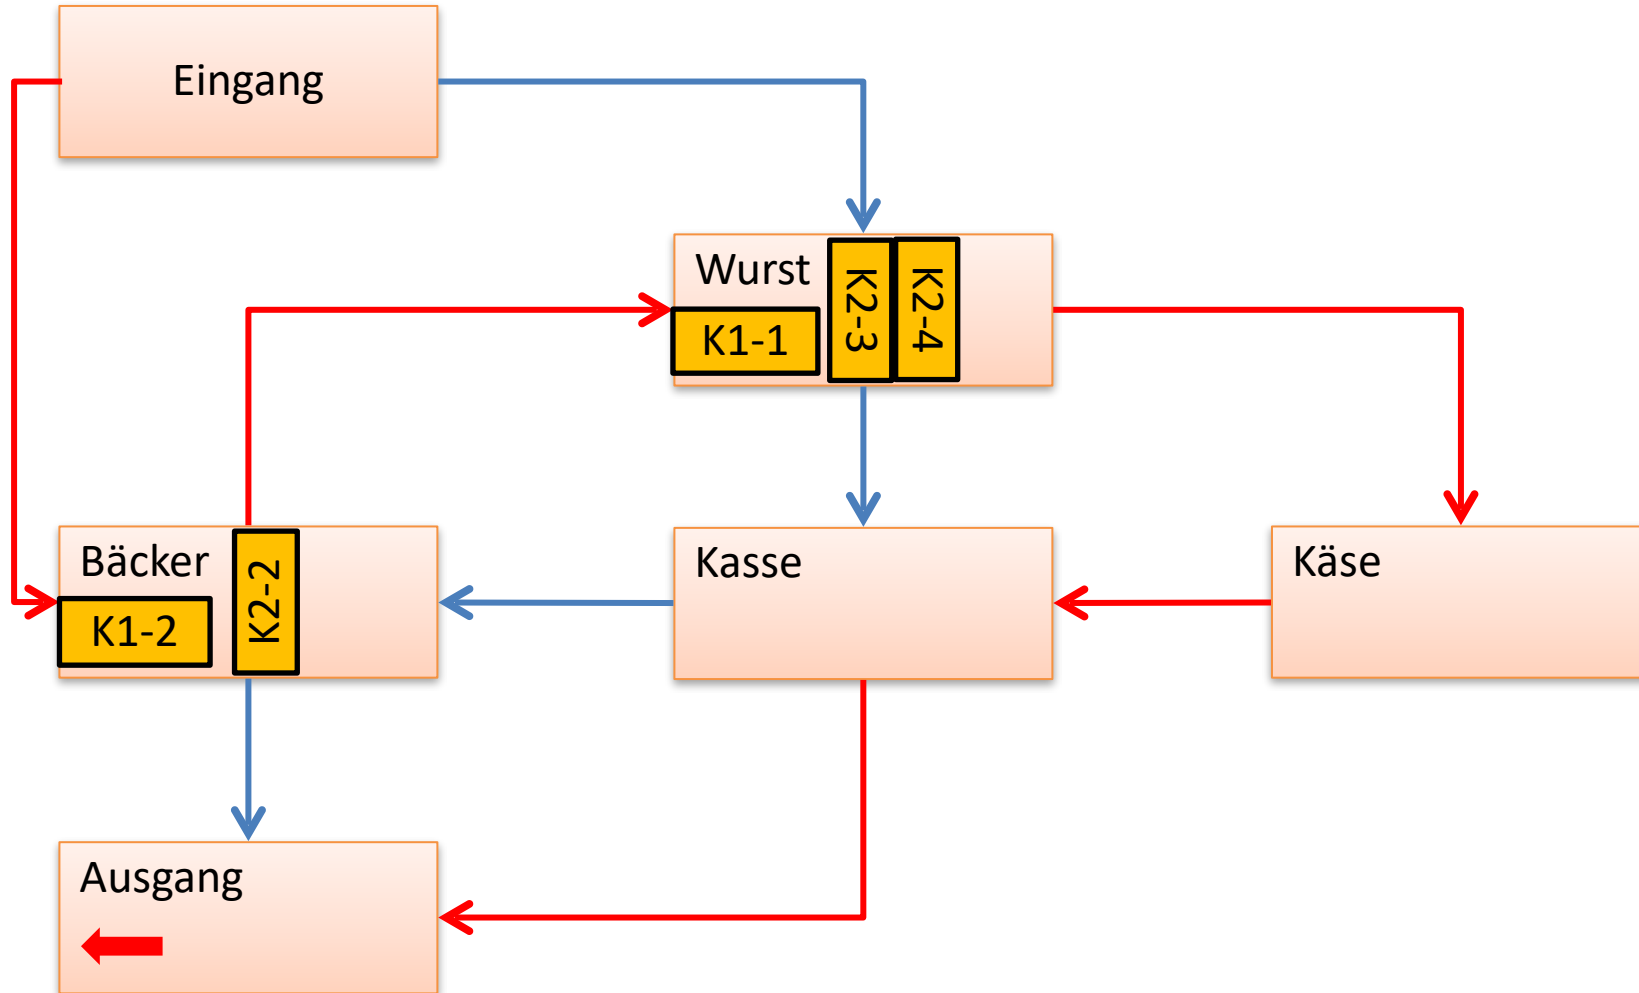 Eingang
Wurst
K1-1
K2-3
K2-4
Bäcker
K1-2
K2-2
Kasse
Käse
Ausgang